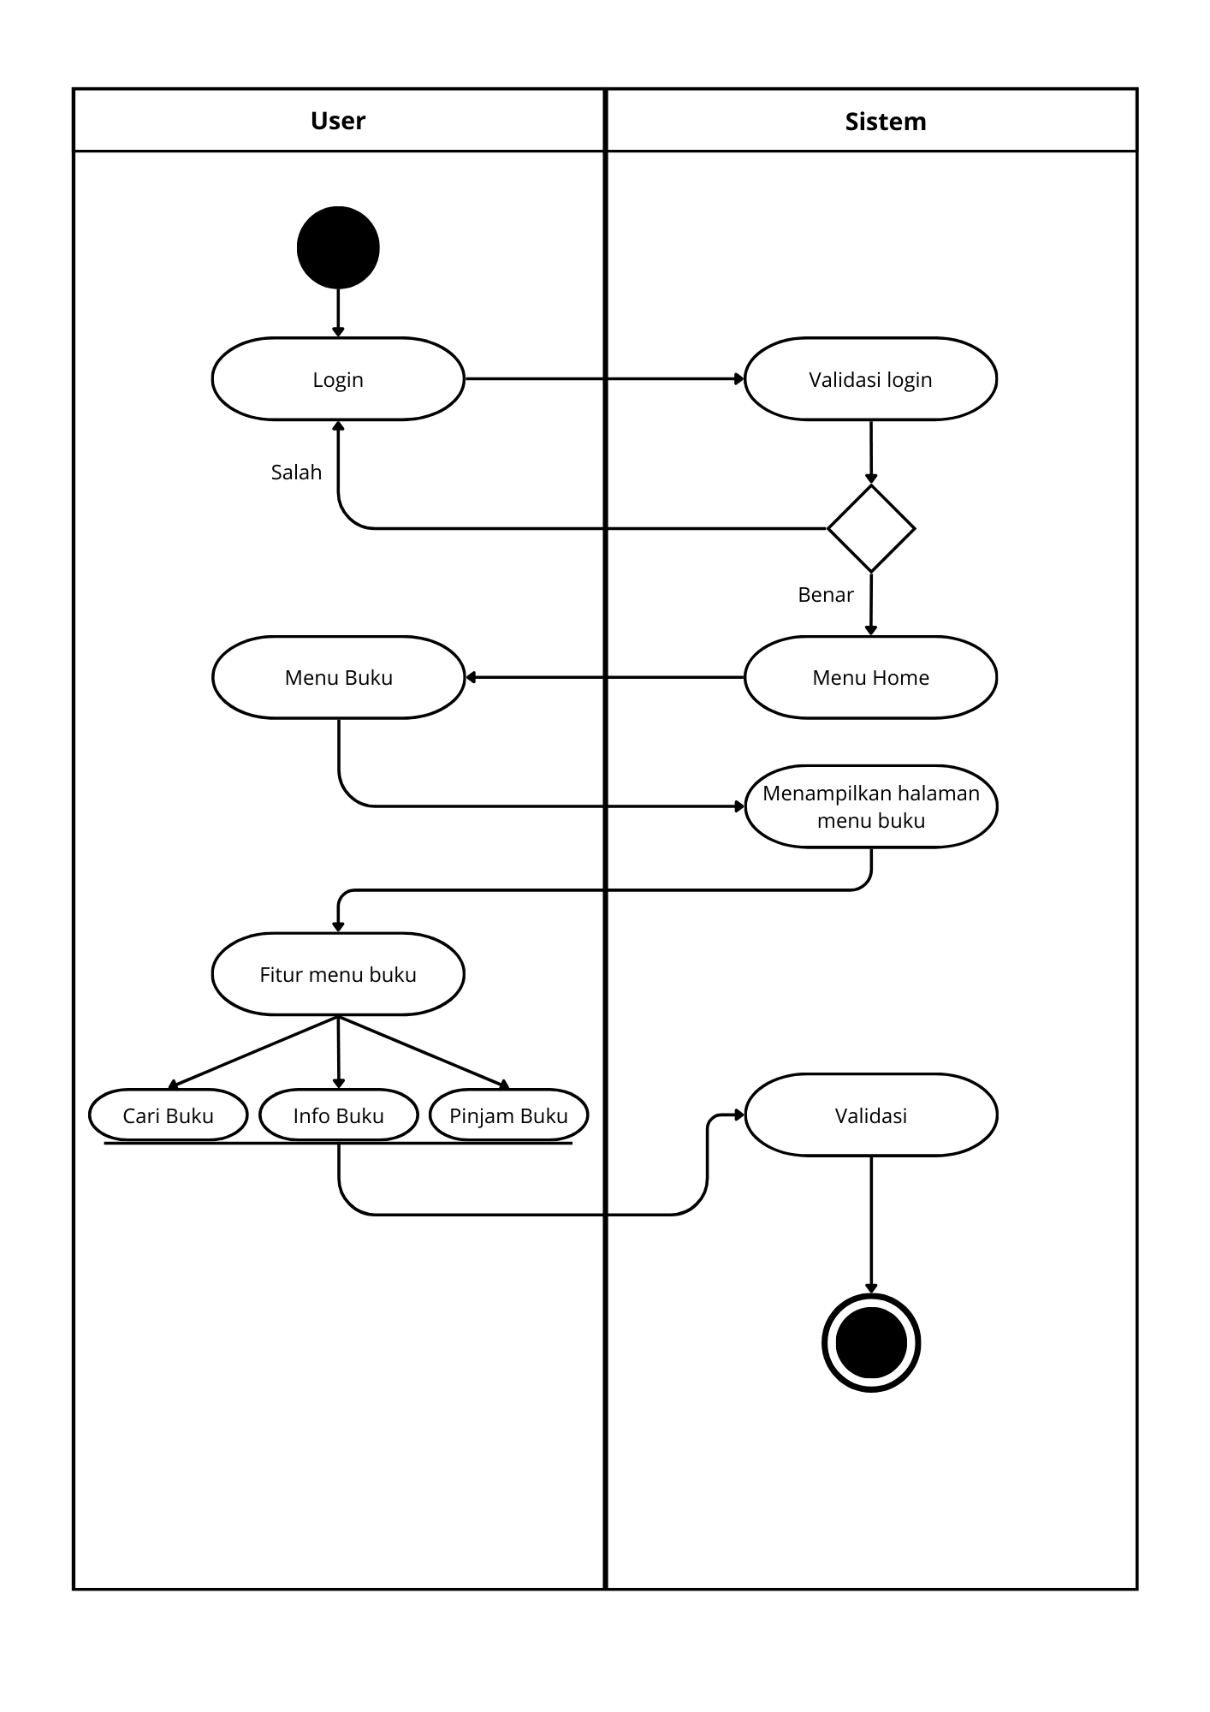 User
Sistem
Login
Validasi login
Salah
Benar
Menu Buku
Menu Home
Menampilkan halaman
menu buku
Fitur menu buku
Cari Buku
Info Buku
Pinjam Buku
Validasi